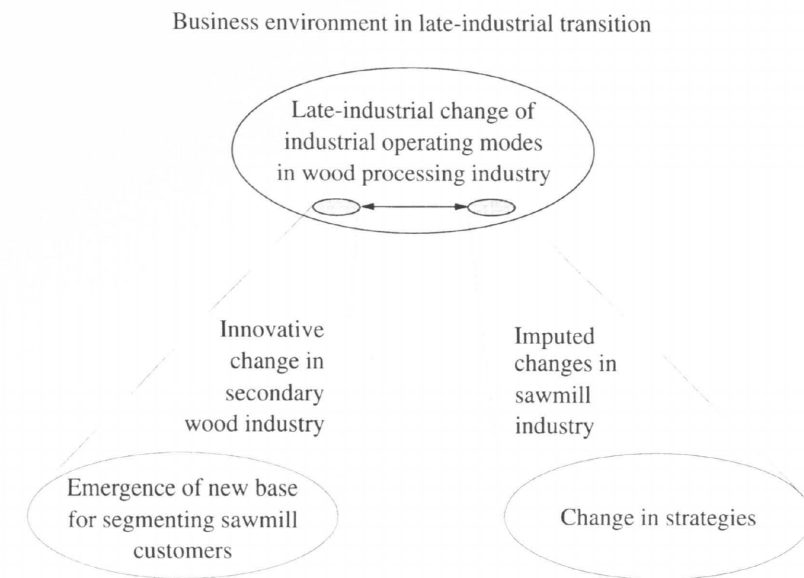 Business environment in late-industrial transition
Late-industrial change of
industrial operating modes
in wood processing industry
Innovative
change in
secondary
wood industry
Imputed
changes in
sawmill
industry
Emergence of new base
for segmenting sawmill
customers
Change in strategies